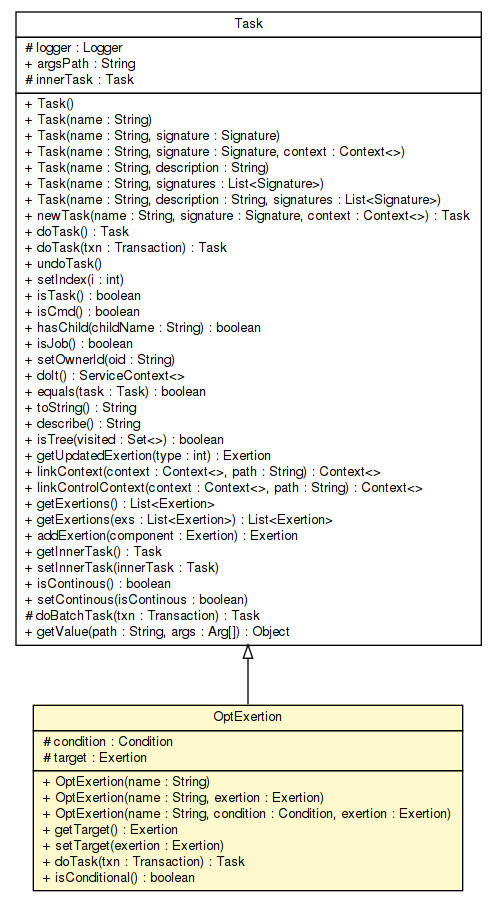 Task
# logger : Logger
+ argsPath : String
# innerTask : Task
+ Task()
+ Task(name : String)
+ Task(name : String, signature : Signature)
+ Task(name : String, signature : Signature, context : Context<>)
+ Task(name : String, description : String)
+ Task(name : String, signatures : List<Signature>)
+ Task(name : String, description : String, signatures : List<Signature>)
+ newTask(name : String, signature : Signature, context : Context<>) : Task
+ doTask() : Task
+ doTask(txn : Transaction) : Task
+ undoTask()
+ setIndex(i : int)
+ isTask() : boolean
+ isCmd() : boolean
+ hasChild(childName : String) : boolean
+ isJob() : boolean
+ setOwnerId(oid : String)
+ doIt() : ServiceContext<>
+ equals(task : Task) : boolean
+ toString() : String
+ describe() : String
+ isTree(visited : Set<>) : boolean
+ getUpdatedExertion(type : int) : Exertion
+ linkContext(context : Context<>, path : String) : Context<>
+ linkControlContext(context : Context<>, path : String) : Context<>
+ getExertions() : List<Exertion>
+ getExertions(exs : List<Exertion>) : List<Exertion>
+ addExertion(component : Exertion) : Exertion
+ getInnerTask() : Task
+ setInnerTask(innerTask : Task)
+ isContinous() : boolean
+ setContinous(isContinous : boolean)
# doBatchTask(txn : Transaction) : Task
+ getValue(path : String, args : Arg[]) : Object
OptExertion
# condition : Condition
# target : Exertion
+ OptExertion(name : String)
+ OptExertion(name : String, exertion : Exertion)
+ OptExertion(name : String, condition : Condition, exertion : Exertion)
+ getTarget() : Exertion
+ setTarget(exertion : Exertion)
+ doTask(txn : Transaction) : Task
+ isConditional() : boolean